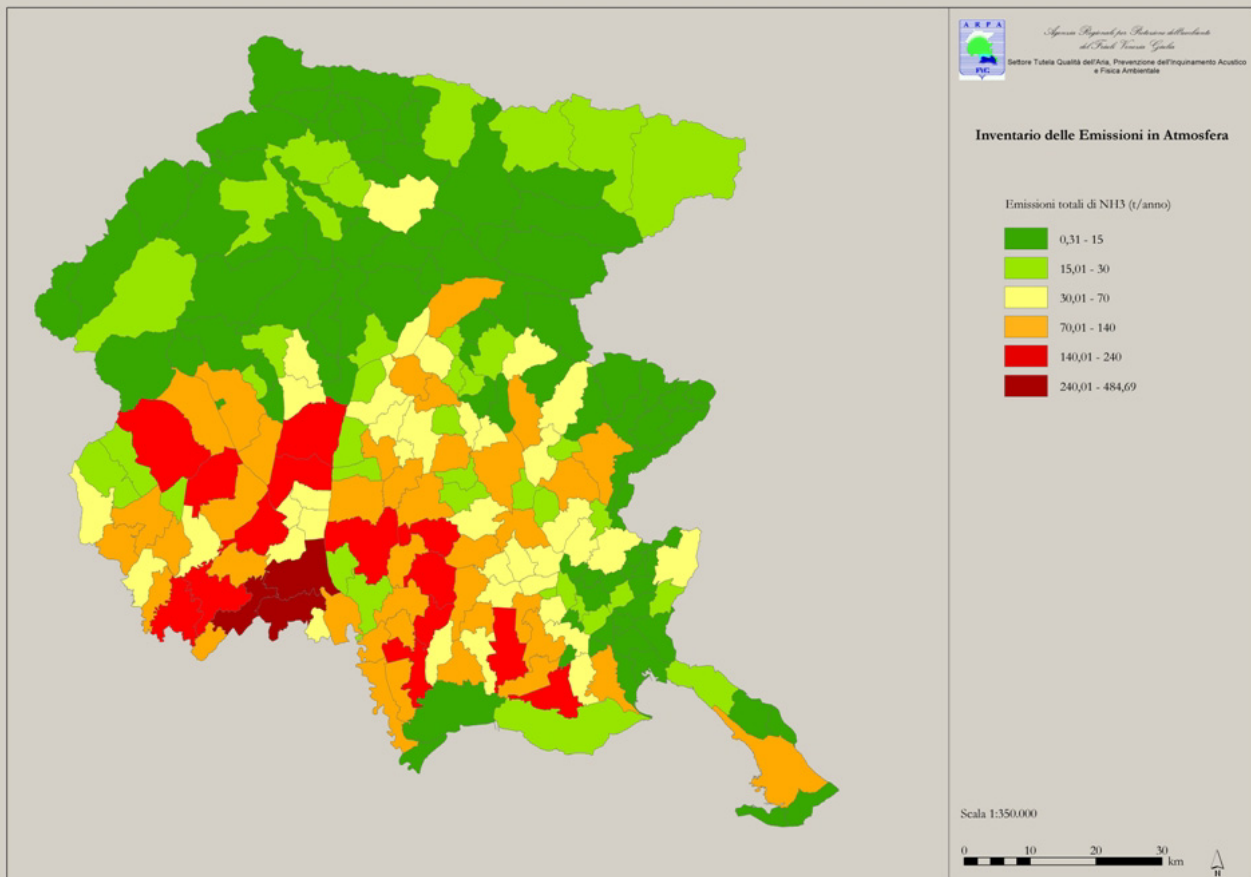 A R P A
FVG
Agenzia Regionale per la Protezione dell'ambiente
del Friuli Venezia Giulia
Settore Tutela Qualità dell'Aria, Prevenzione dell'Inquinamento Acustico
e Fisica Ambientale
Inventario delle Emissioni in Atmosfera
Emissioni totali di NH3 (t/anno)
0,31 - 15
15,01 - 30
30,01 - 70
70,01 - 140
140,01 - 240
240,01 - 484,69
Scala 1:350.000
0 10 20 30
km
N